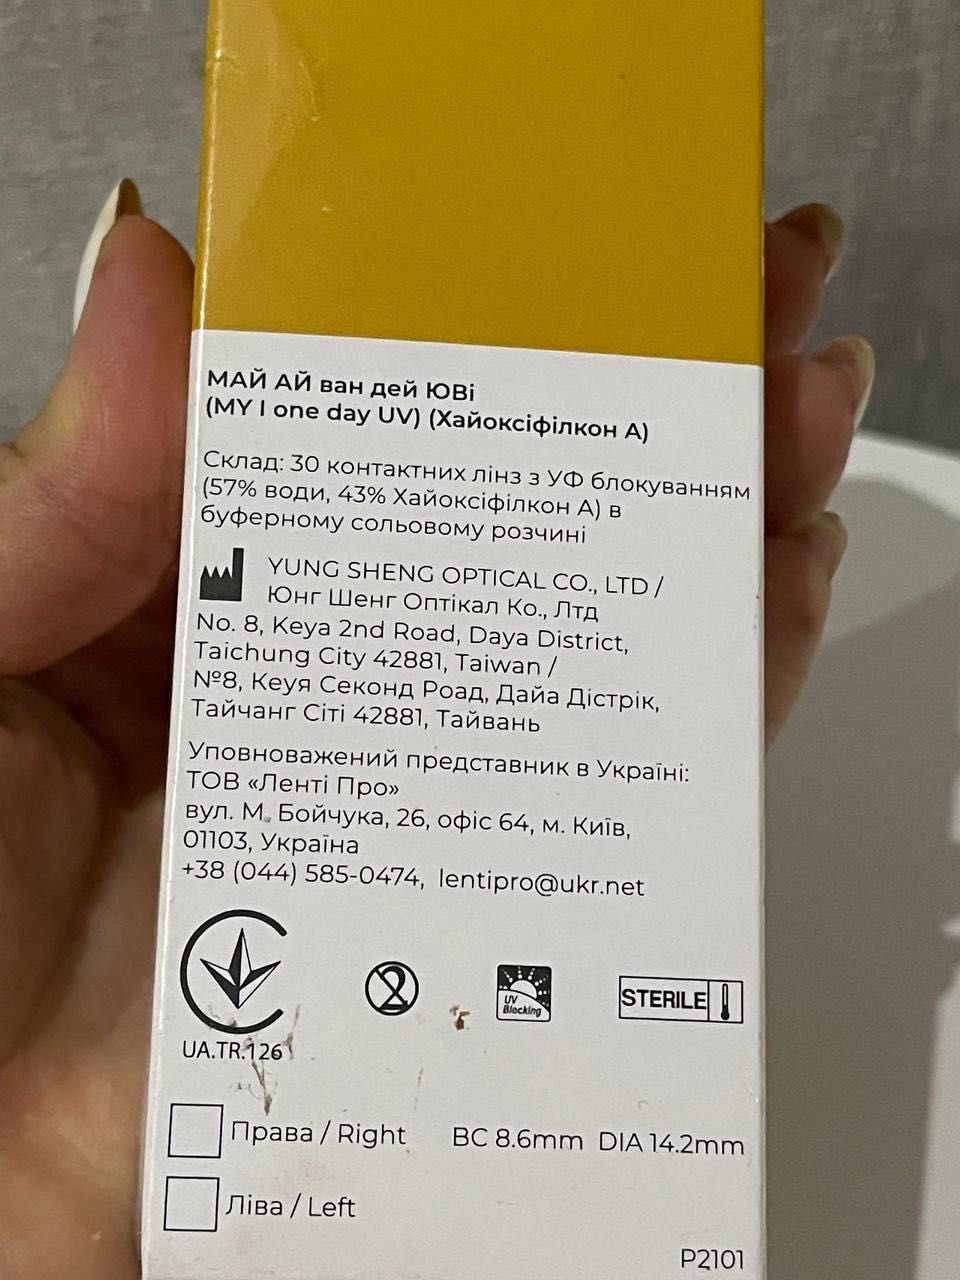 МАЙ АЙ ван дей ЮВі
(MY I one day UV) (Хайоксіфілкон А)
Склад: 30 контактних лінз з УФ блокуванням
(57% води, 43% Хайоксіфілкон А) в
буферному сольовому розчині
YUNG SHENG OPTICAL CO., LTD /
Юнг Шенг Оптікал Ко., Лтд
No. 8, Keya 2nd Road, Daya District,
Taichung City 42881, Taiwan /
№8, Кеуя Секонд Роад, Дайа Дістрік,
Тайчанг Сіті 42881, Тайвань
Уповноважений представник в Україні:
ТОВ «Ленті Про»
вул. М. Бойчука, 26, офіс 64, м. Київ,
01103, Україна
+38 (044) 585-0474, lentipro@ukr.net
2
UV
Blocking
STERILE
UA.TR.126
Права / Right BC 8.6mm DIA 14.2mm
Ліва / Left
P2101